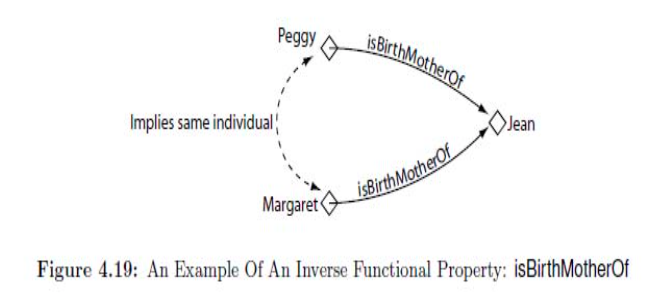 Peggy
isBirthMotherOf
Implies same individual
Jean
isBirthMotherOf
Margaret
Figure 4.19: An Example Of An Inverse Functional Property: isBirthMotherOf